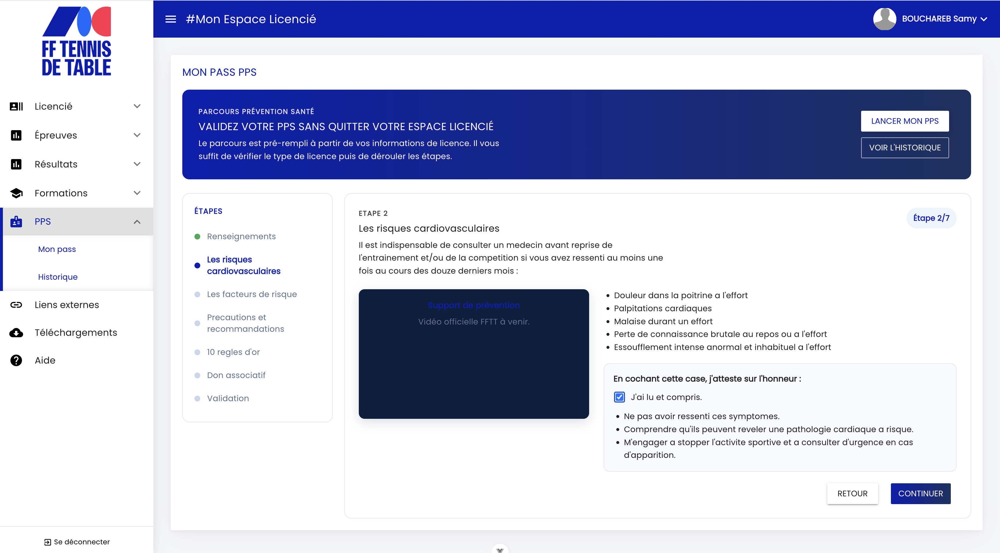 FF TENNIS
DE TABLE
Licencié
Épreuves
Résultats
Formations
PPS
Mon pass
Historique
Liens externes
Téléchargements
Aide
Se déconnecter
#Mon Espace Licencié
BOUCHAREB Samy
MON PASS PPS
PARCOURS PRÉVENTION SANTÉ
VALIDEZ VOTRE PPS SANS QUITTER VOTRE ESPACE LICENCIÉ
Le parcours est pré-rempli à partir de vos informations de licence. Il vous
suffit de vérifier le type de licence puis de dérouler les étapes.
LANCER MON PPS
VOIR L'HISTORIQUE
ÉTAPES
Renseignements
Les risques
cardiovasculaires
Les facteurs de risque
Precautions et
recommandations
10 regles d'or
Don associatif
Validation
ETAPE 2
Étape 2/7
Les risques cardiovasculaires
Il est indispensable de consulter un medecin avant reprise de
l'entrainement et/ou de la competition si vous avez ressenti au moins une
fois au cours des douze derniers mois :
Support de prévention
Vidéo officielle FFTT à venir.
Douleur dans la poitrine a l'effort
Palpitations cardiaques
Malaise durant un effort
Perte de connaissance brutale au repos ou a l'effort
Essoufflement intense anormal et inhabituel a l'effort
En cochant cette case, j'atteste sur l'honneur :
J'ai lu et compris.
Ne pas avoir ressenti ces symptomes.
Comprendre qu'ils peuvent reveler une pathologie cardiaque a risque.
M'engager a stopper l'activite sportive et a consulter d'urgence en cas
d'apparition.
RETOUR
CONTINUER